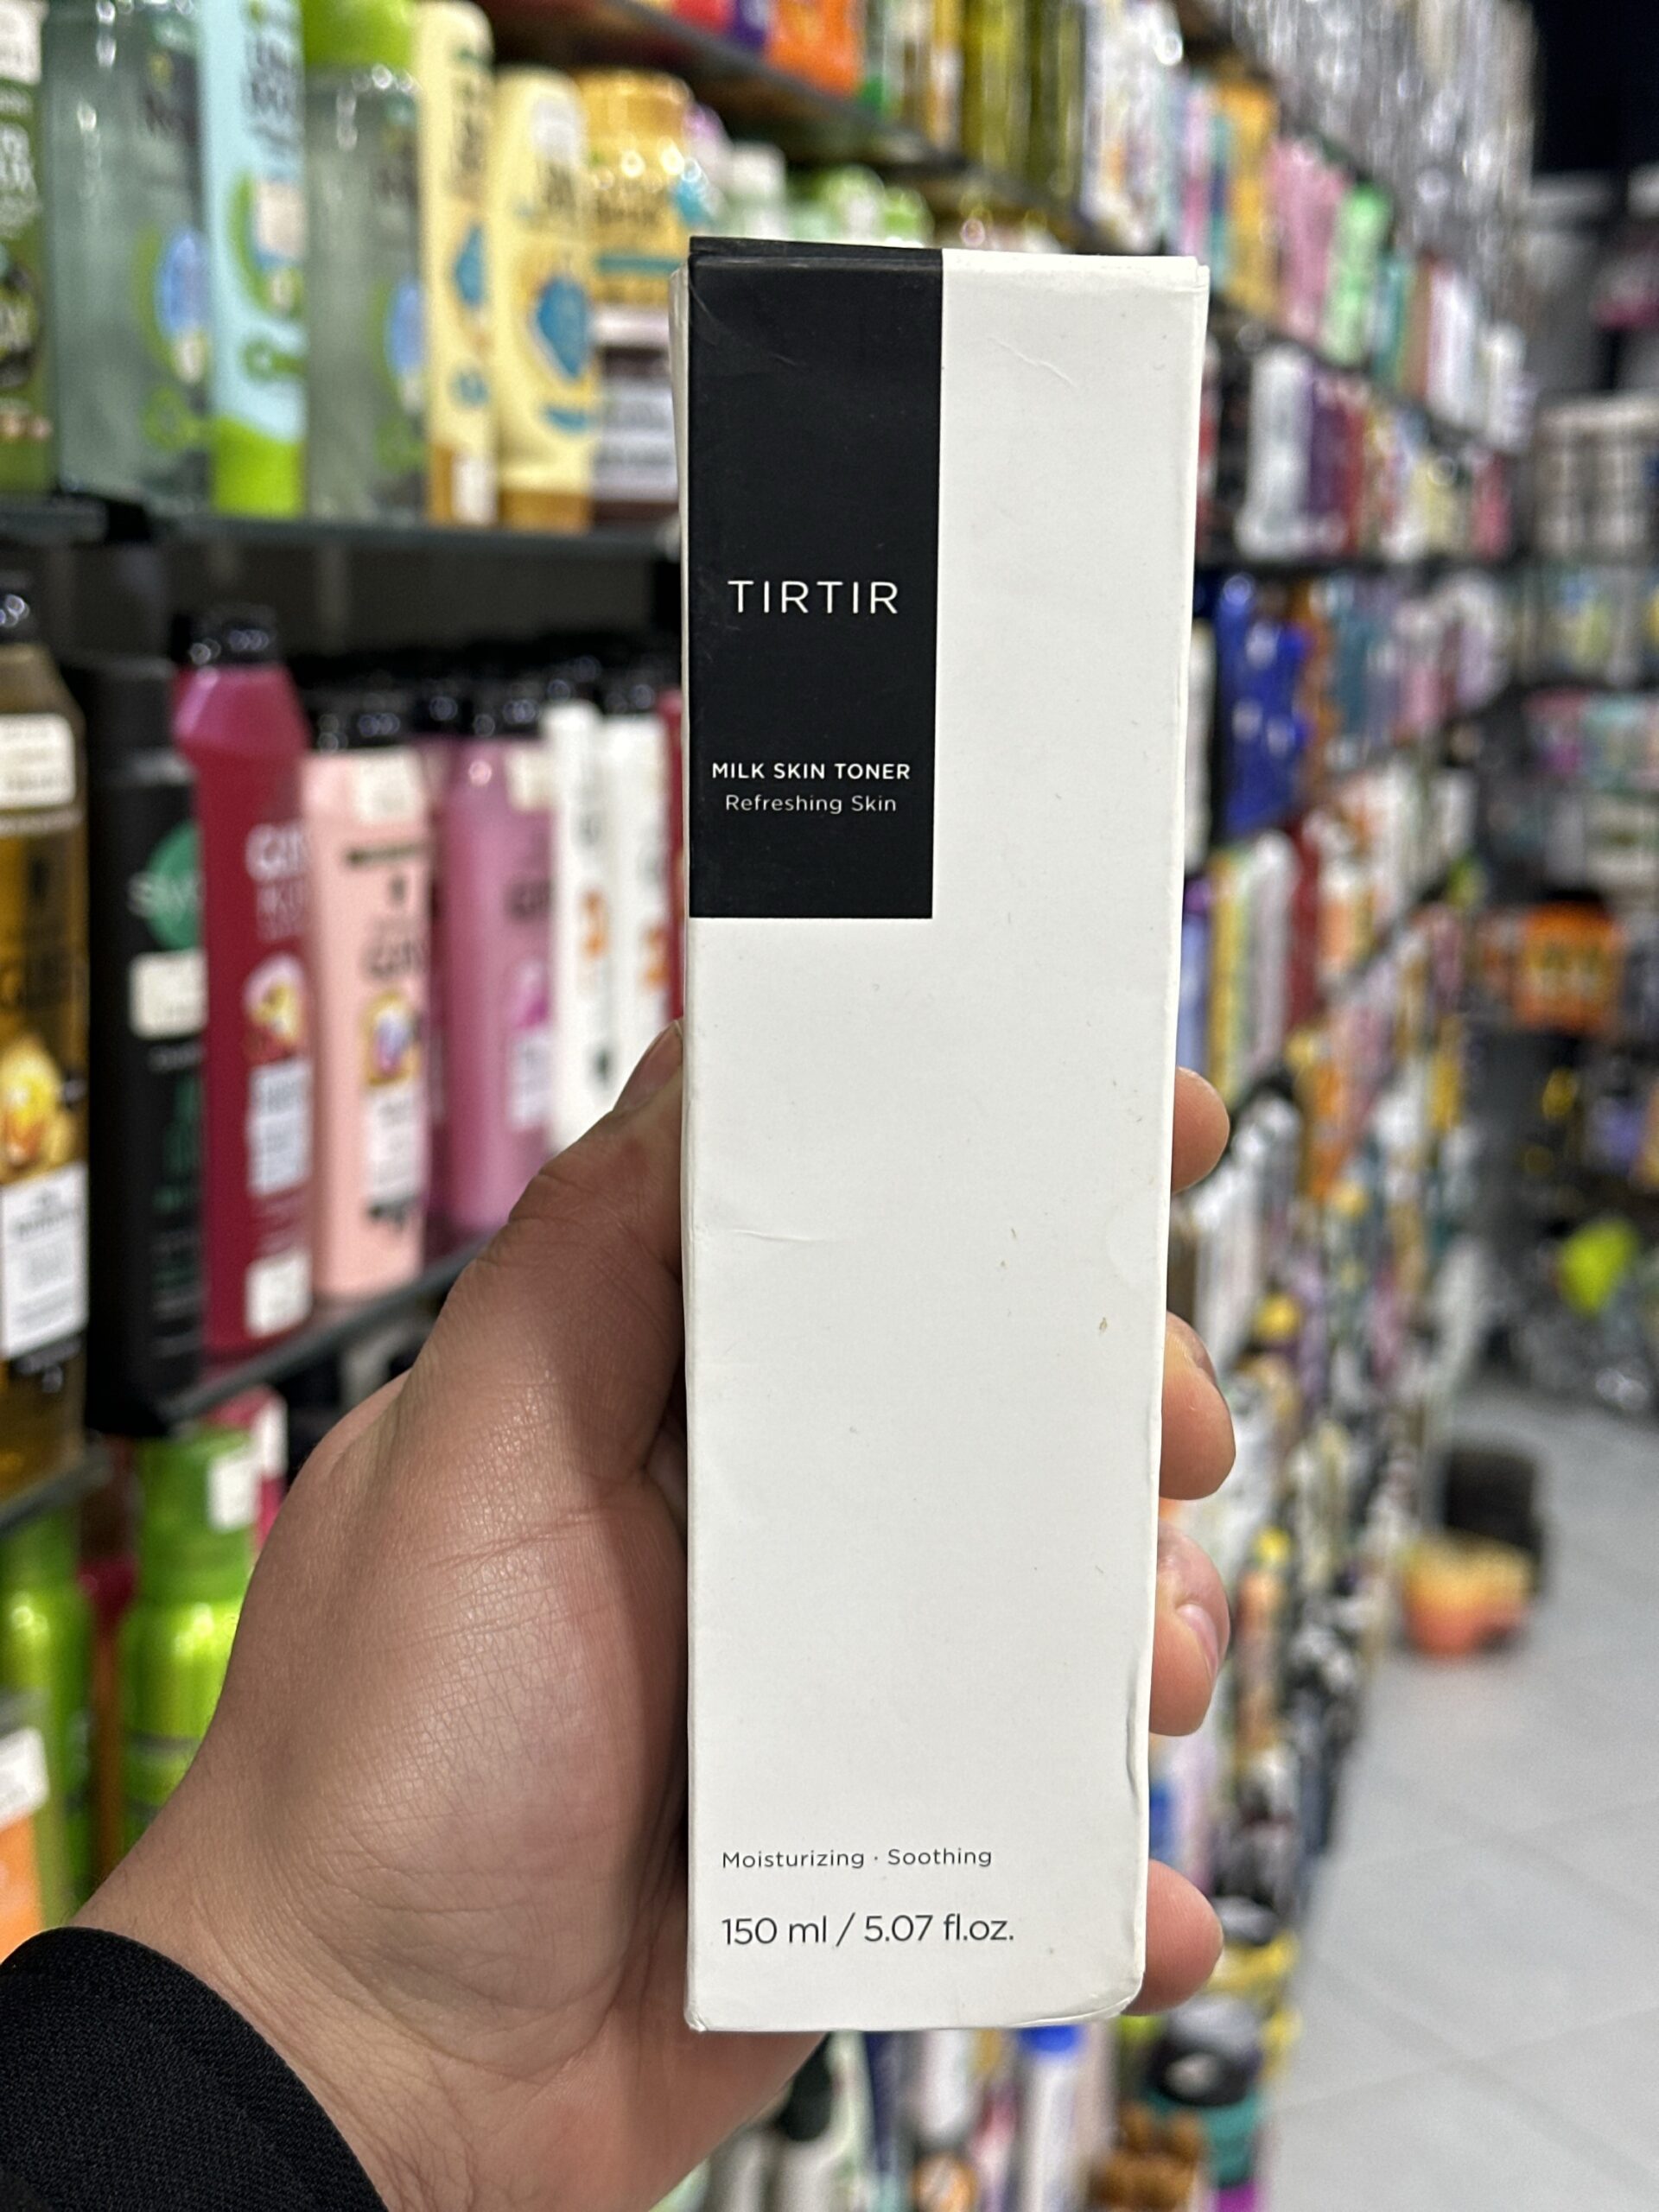 TIRTIR
MILK SKIN TONER
Refreshing Skin
Moisturizing · Soothing
150 ml / 5.07 fl.oz.